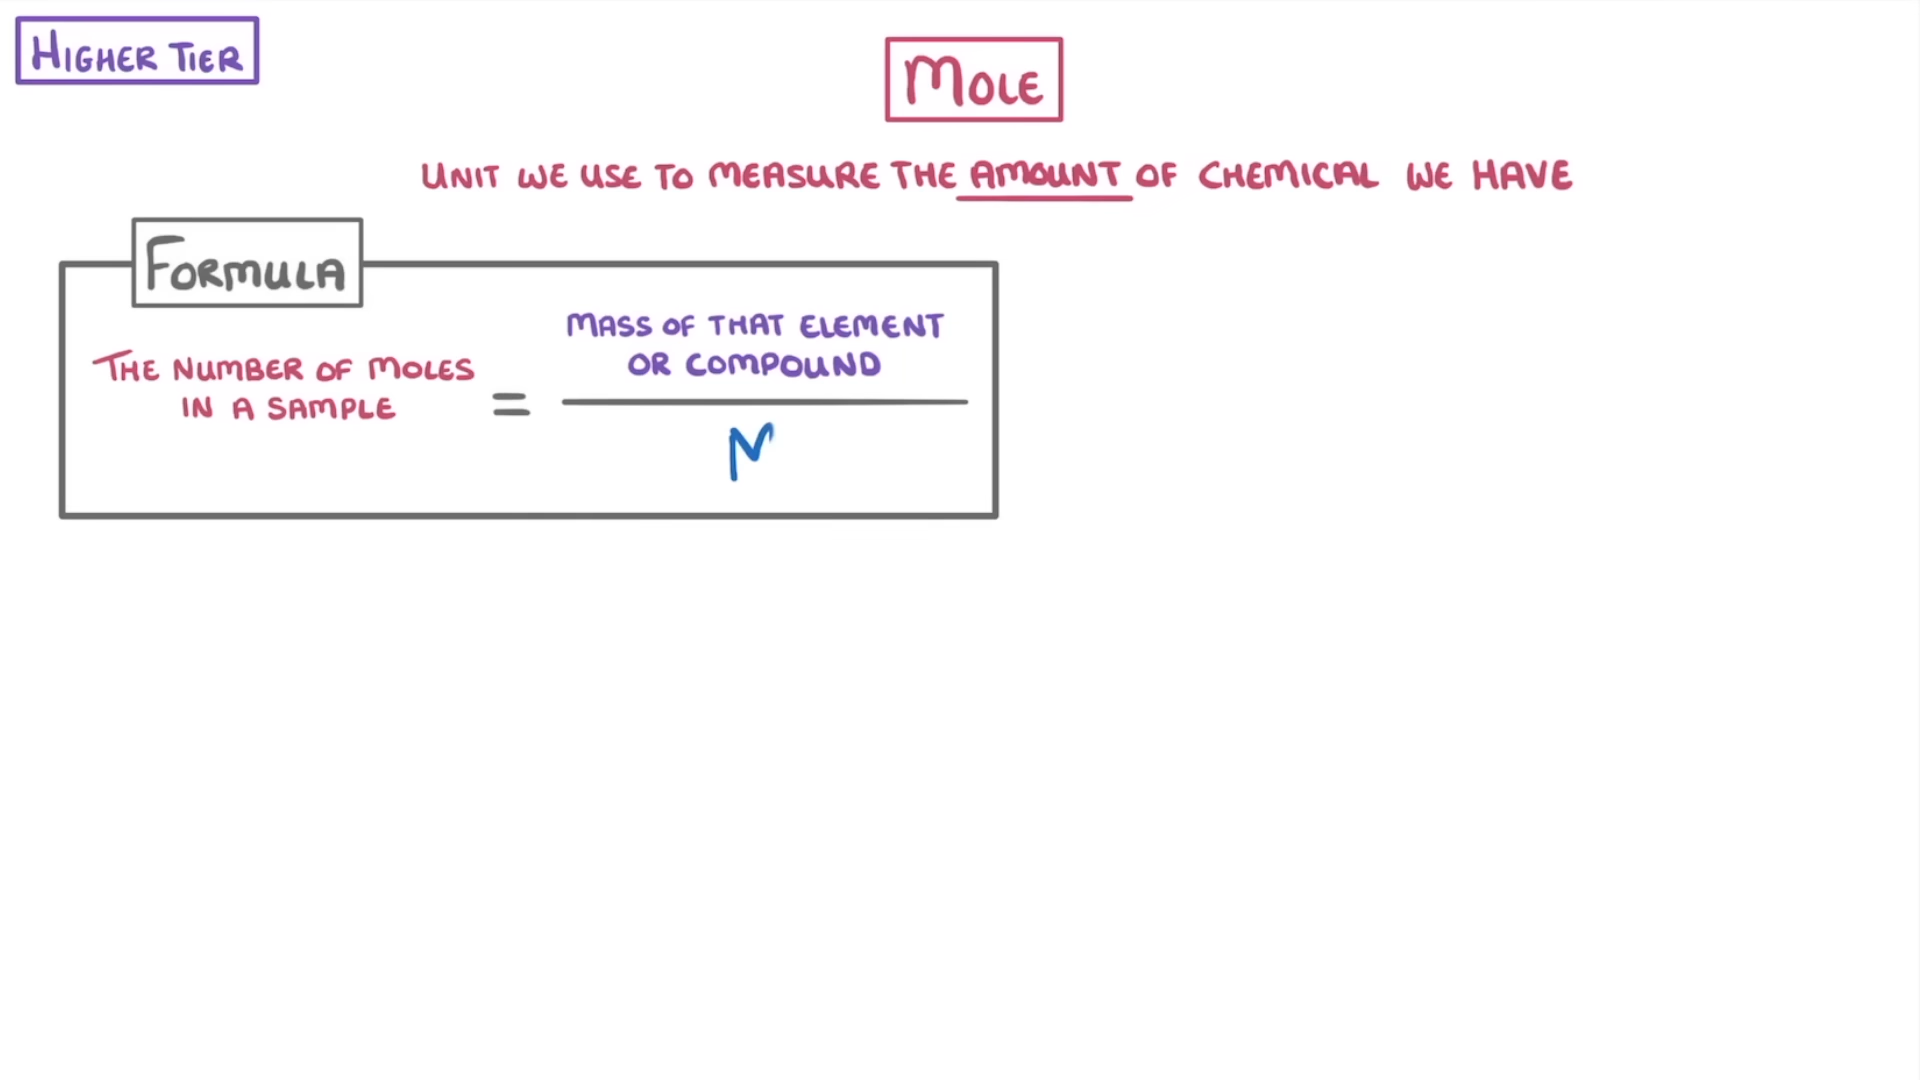 HIGHER TIER
MOLE
UNIT WE USE TO MEASURE THE AMOUNT OF CHEMICAL WE HAVE
FORMULA
THE NUMBER OF MOLES
IN A SAMPLE
=
MASS OF THAT ELEMENT
OR COMPOUND